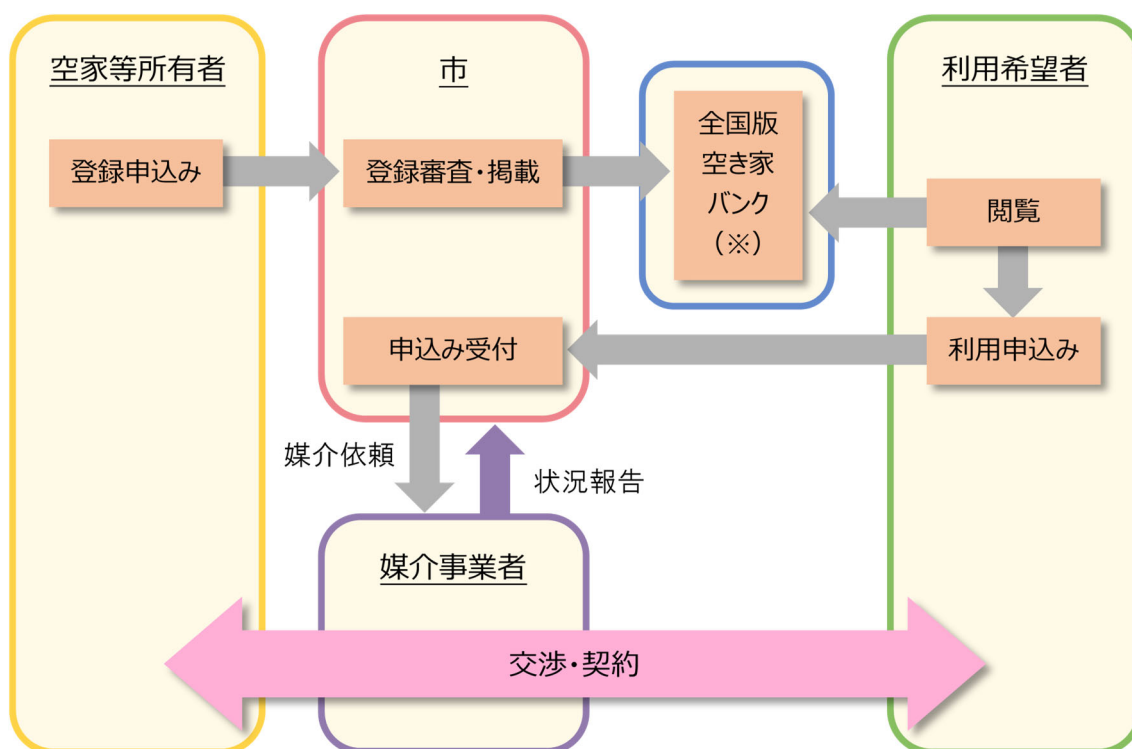 空家等所有者
市
利用希望者
登録申込み
登録審査・掲載
全国版
空き家
バンク
（※）
閲覧
申込み受付
利用申込み
媒介依頼
状況報告
媒介事業者
交渉・契約